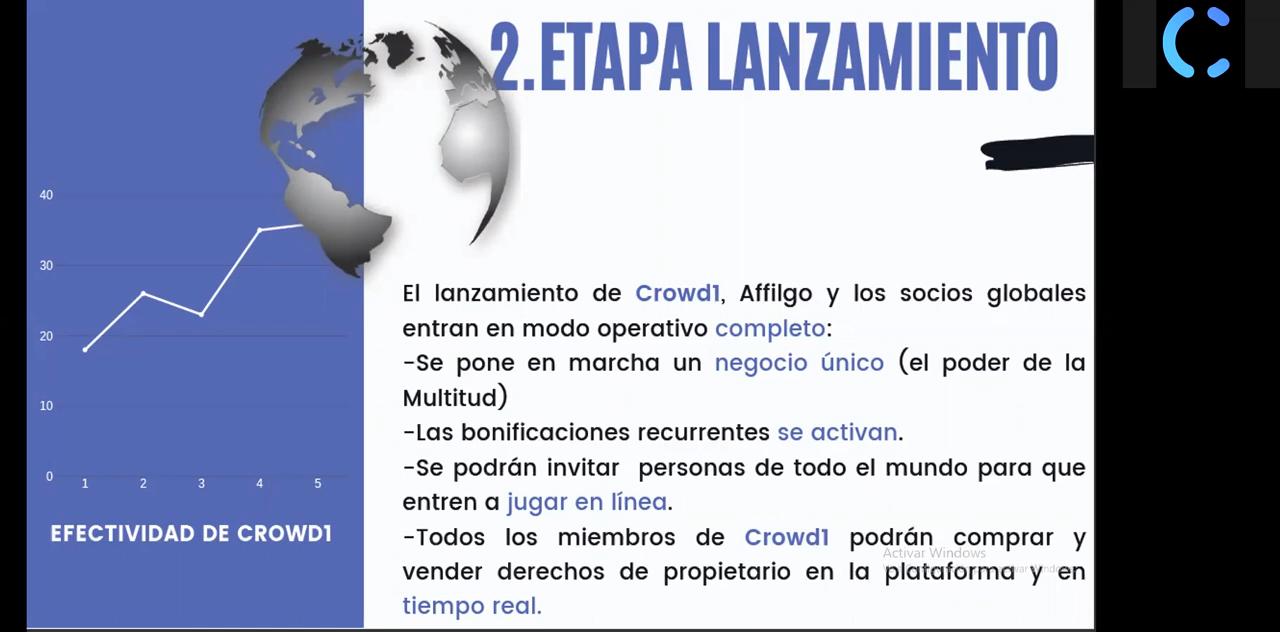 2.ETAPA LANZAMIENTO
40
30
20
10
0
1 2 3 4 5
EFECTIVIDAD DE CROWD1
El lanzamiento de Crowd1, Affilgo y los socios globales
entran en modo operativo completo:
-Se pone en marcha un negocio único (el poder de la
Multitud)
-Las bonificaciones recurrentes se activan.
-Se podrán invitar personas de todo el mundo para que
entren a jugar en línea.
-Todos los miembros de Crowd1 podrán comprar y
vender derechos de propietario en la plataforma y en
tiempo real.
Activar Windows